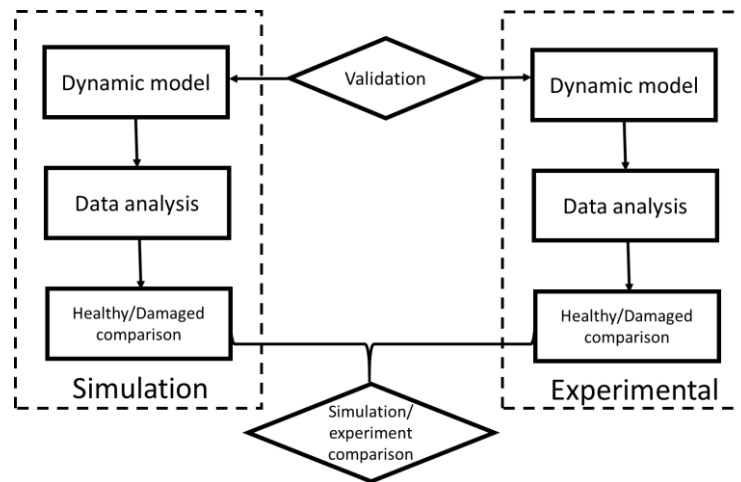 Dynamic model
Validation
Dynamic model
Data analysis
Data analysis
Healthy/Damaged
comparison
Healthy/Damaged
comparison
Simulation
Experimental
Simulation/
experiment
comparison